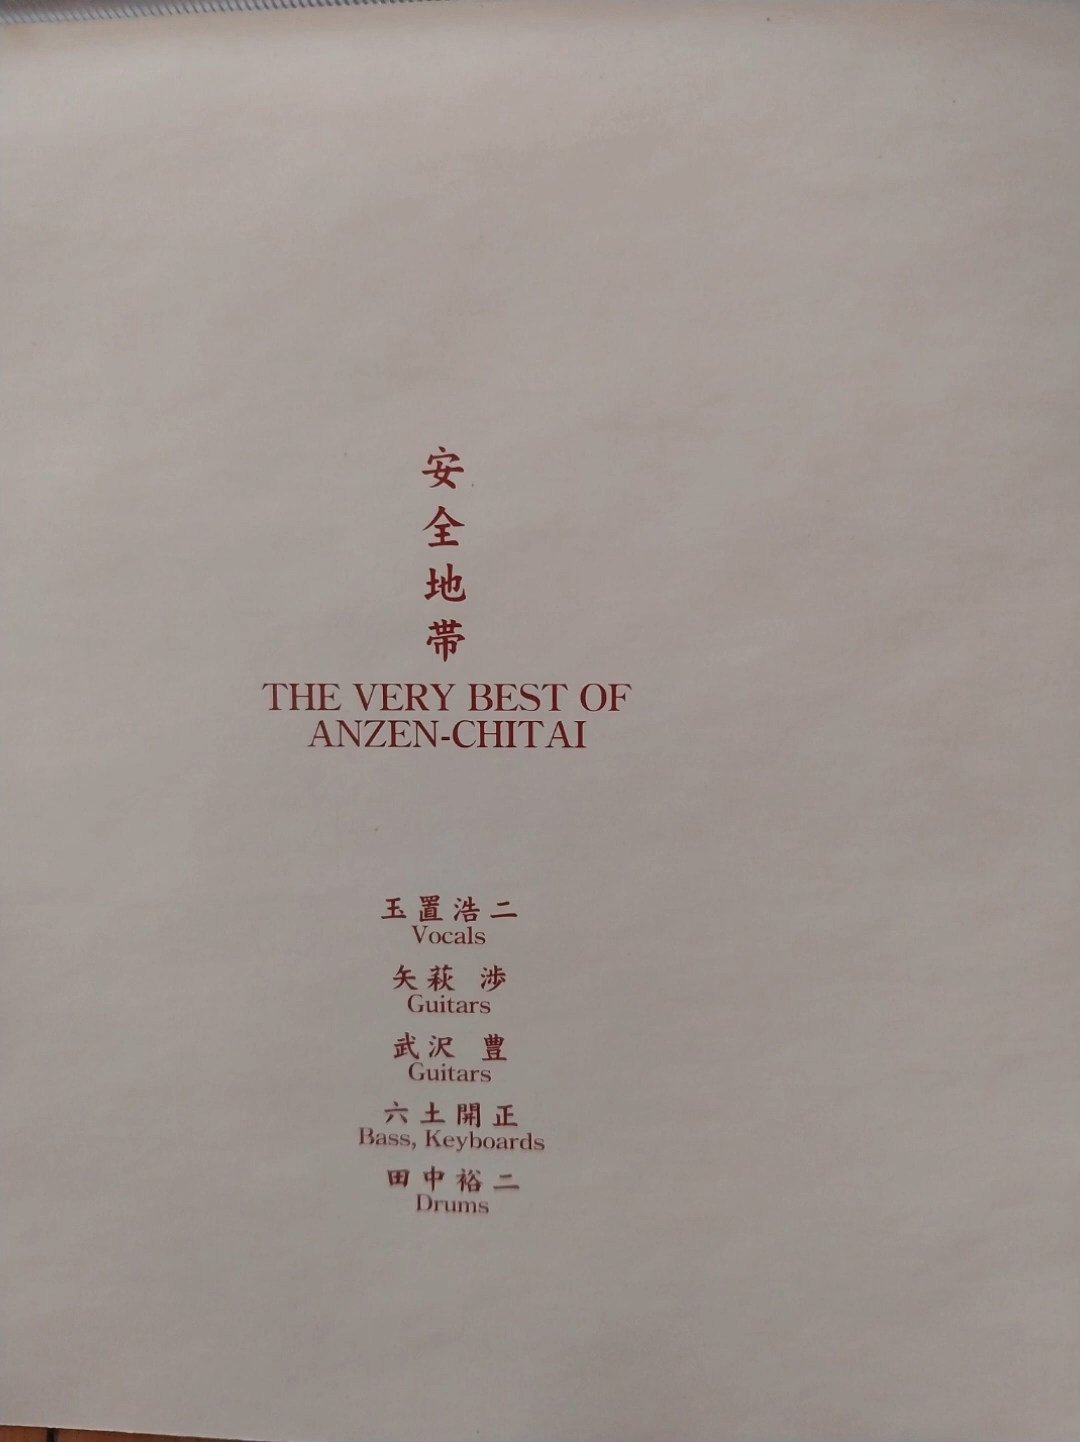 安全地帯
THE VERY BEST OF
ANZEN-CHITAI
玉置浩二
Vocals
矢萩 渉
Guitars
武沢 豊
Guitars
六土開正
Bass, Keyboards
田中裕二
Drums